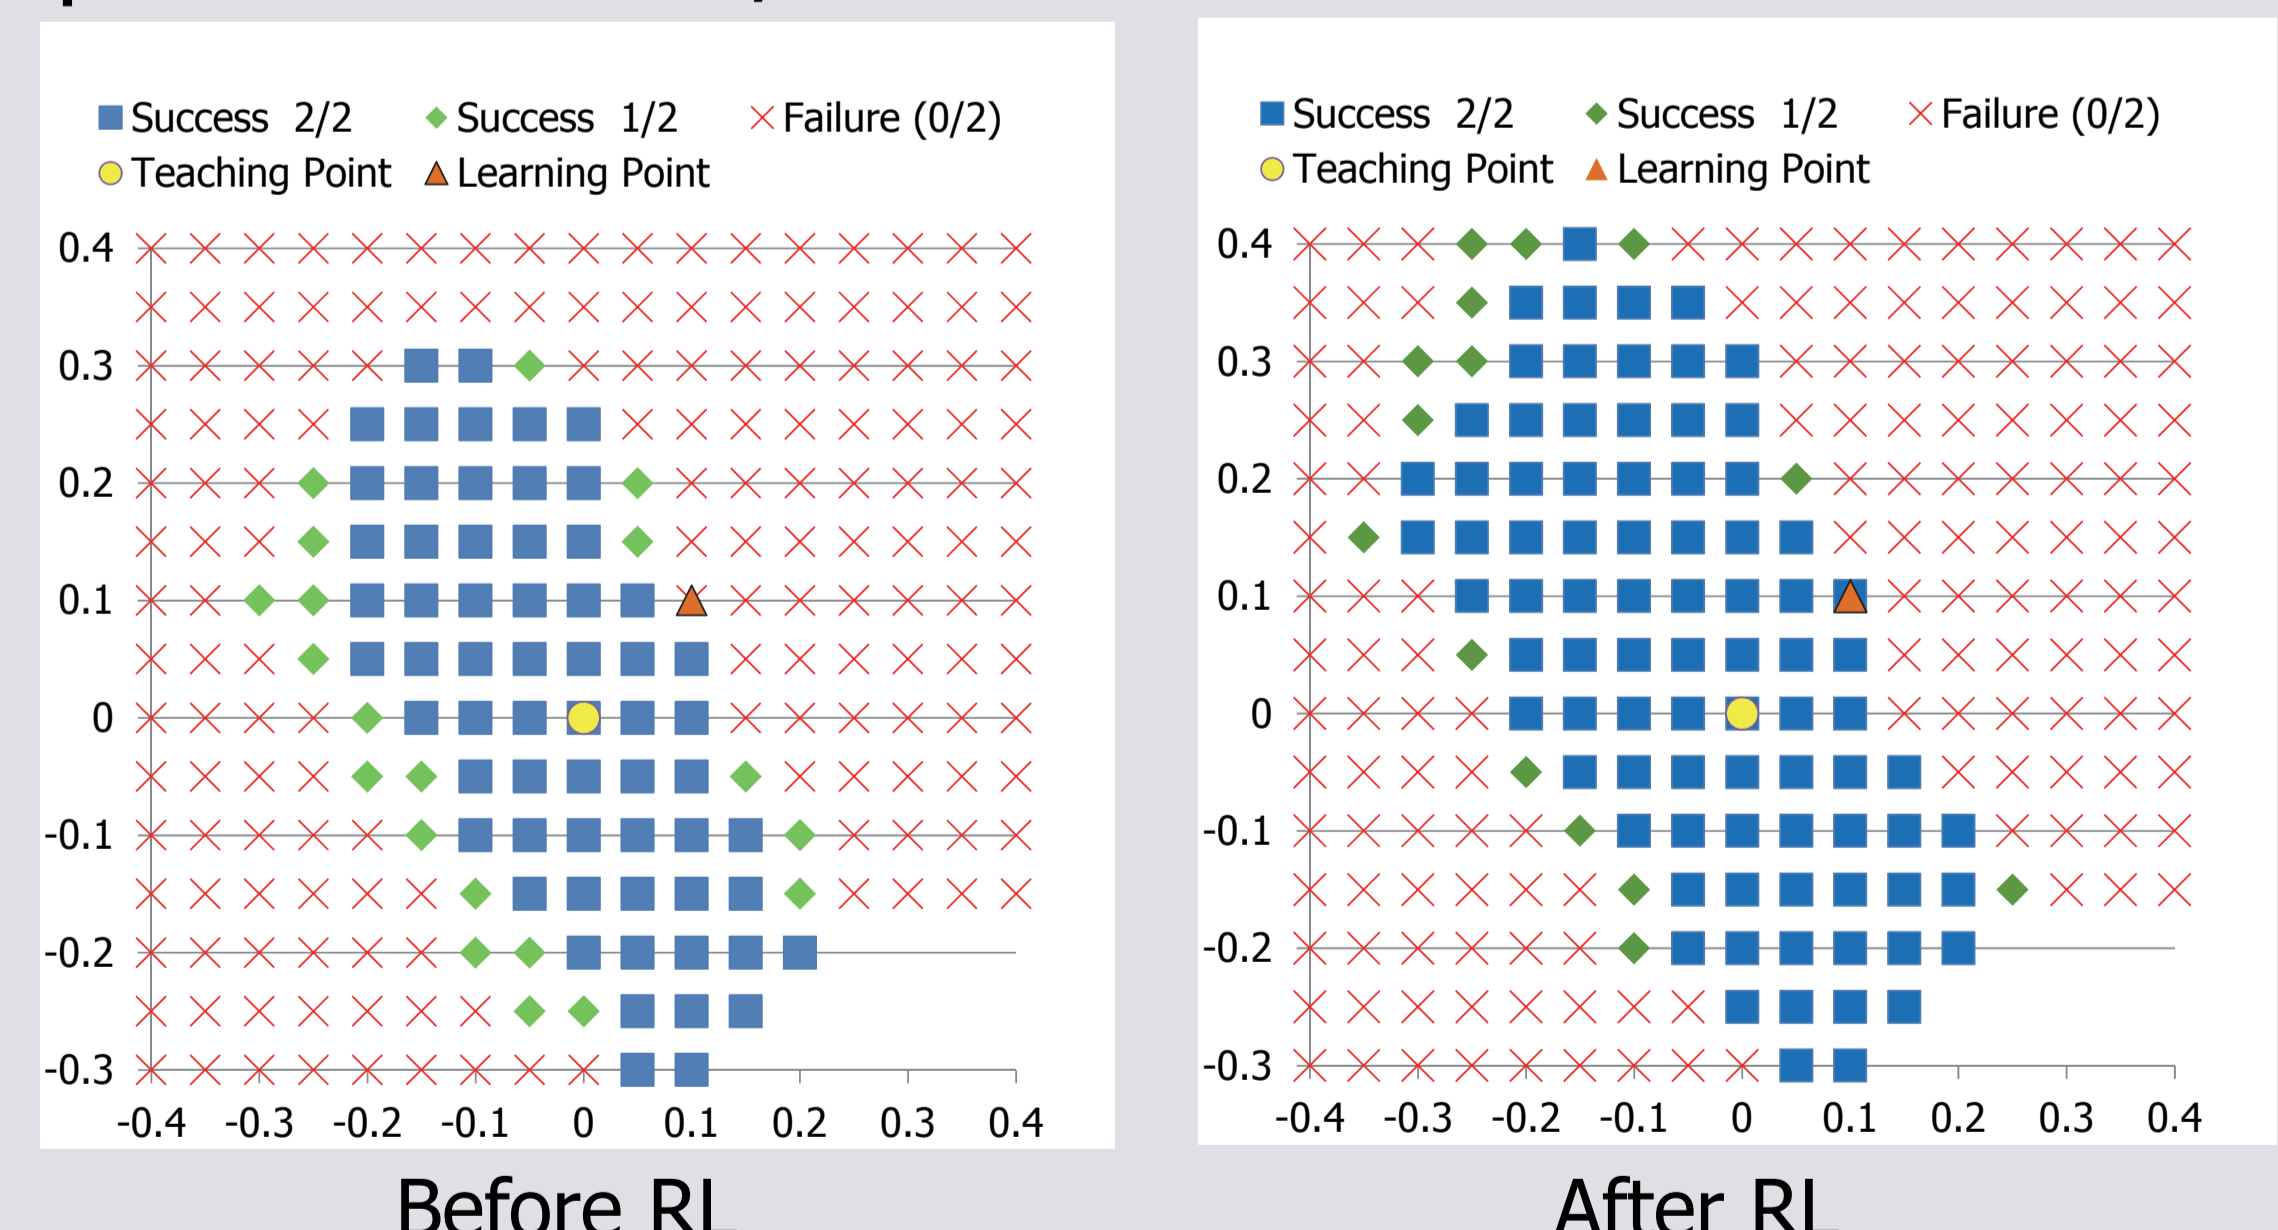 Success 2/2 Success 1/2 Failure (0/2)
Teaching Point Learning Point
0.4
0.3
0.2
0.1
0
-0.1
-0.2
-0.3
-0.4 -0.3 -0.2 -0.1 0 0.1 0.2 0.3 0.4
Before RL
Success 2/2 Success 1/2 Failure (0/2)
Teaching Point Learning Point
0.4
0.3
0.2
0.1
0
-0.1
-0.2
-0.3
-0.4 -0.3 -0.2 -0.1 0 0.1 0.2 0.3 0.4
After RL